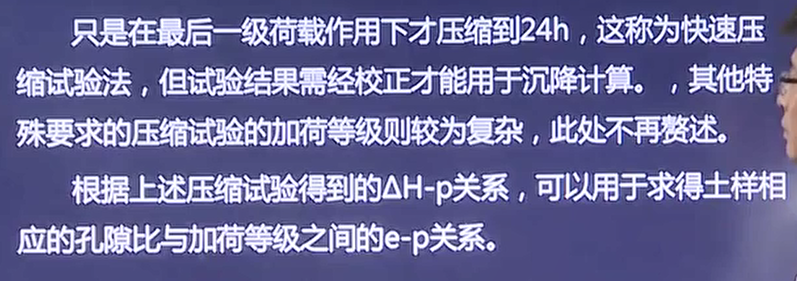 只是在最后一级荷载作用下才压缩到24h，这称为快速压
缩试验法，但试验结果需经校正才能用于沉降计算。，其他特
殊要求的压缩试验的加荷等级则较为复杂，此处不再赘述。
根据上述压缩试验得到的ΔH-p关系，可以用于求得土样相
应的孔隙比与加荷等级之间的e-p关系。